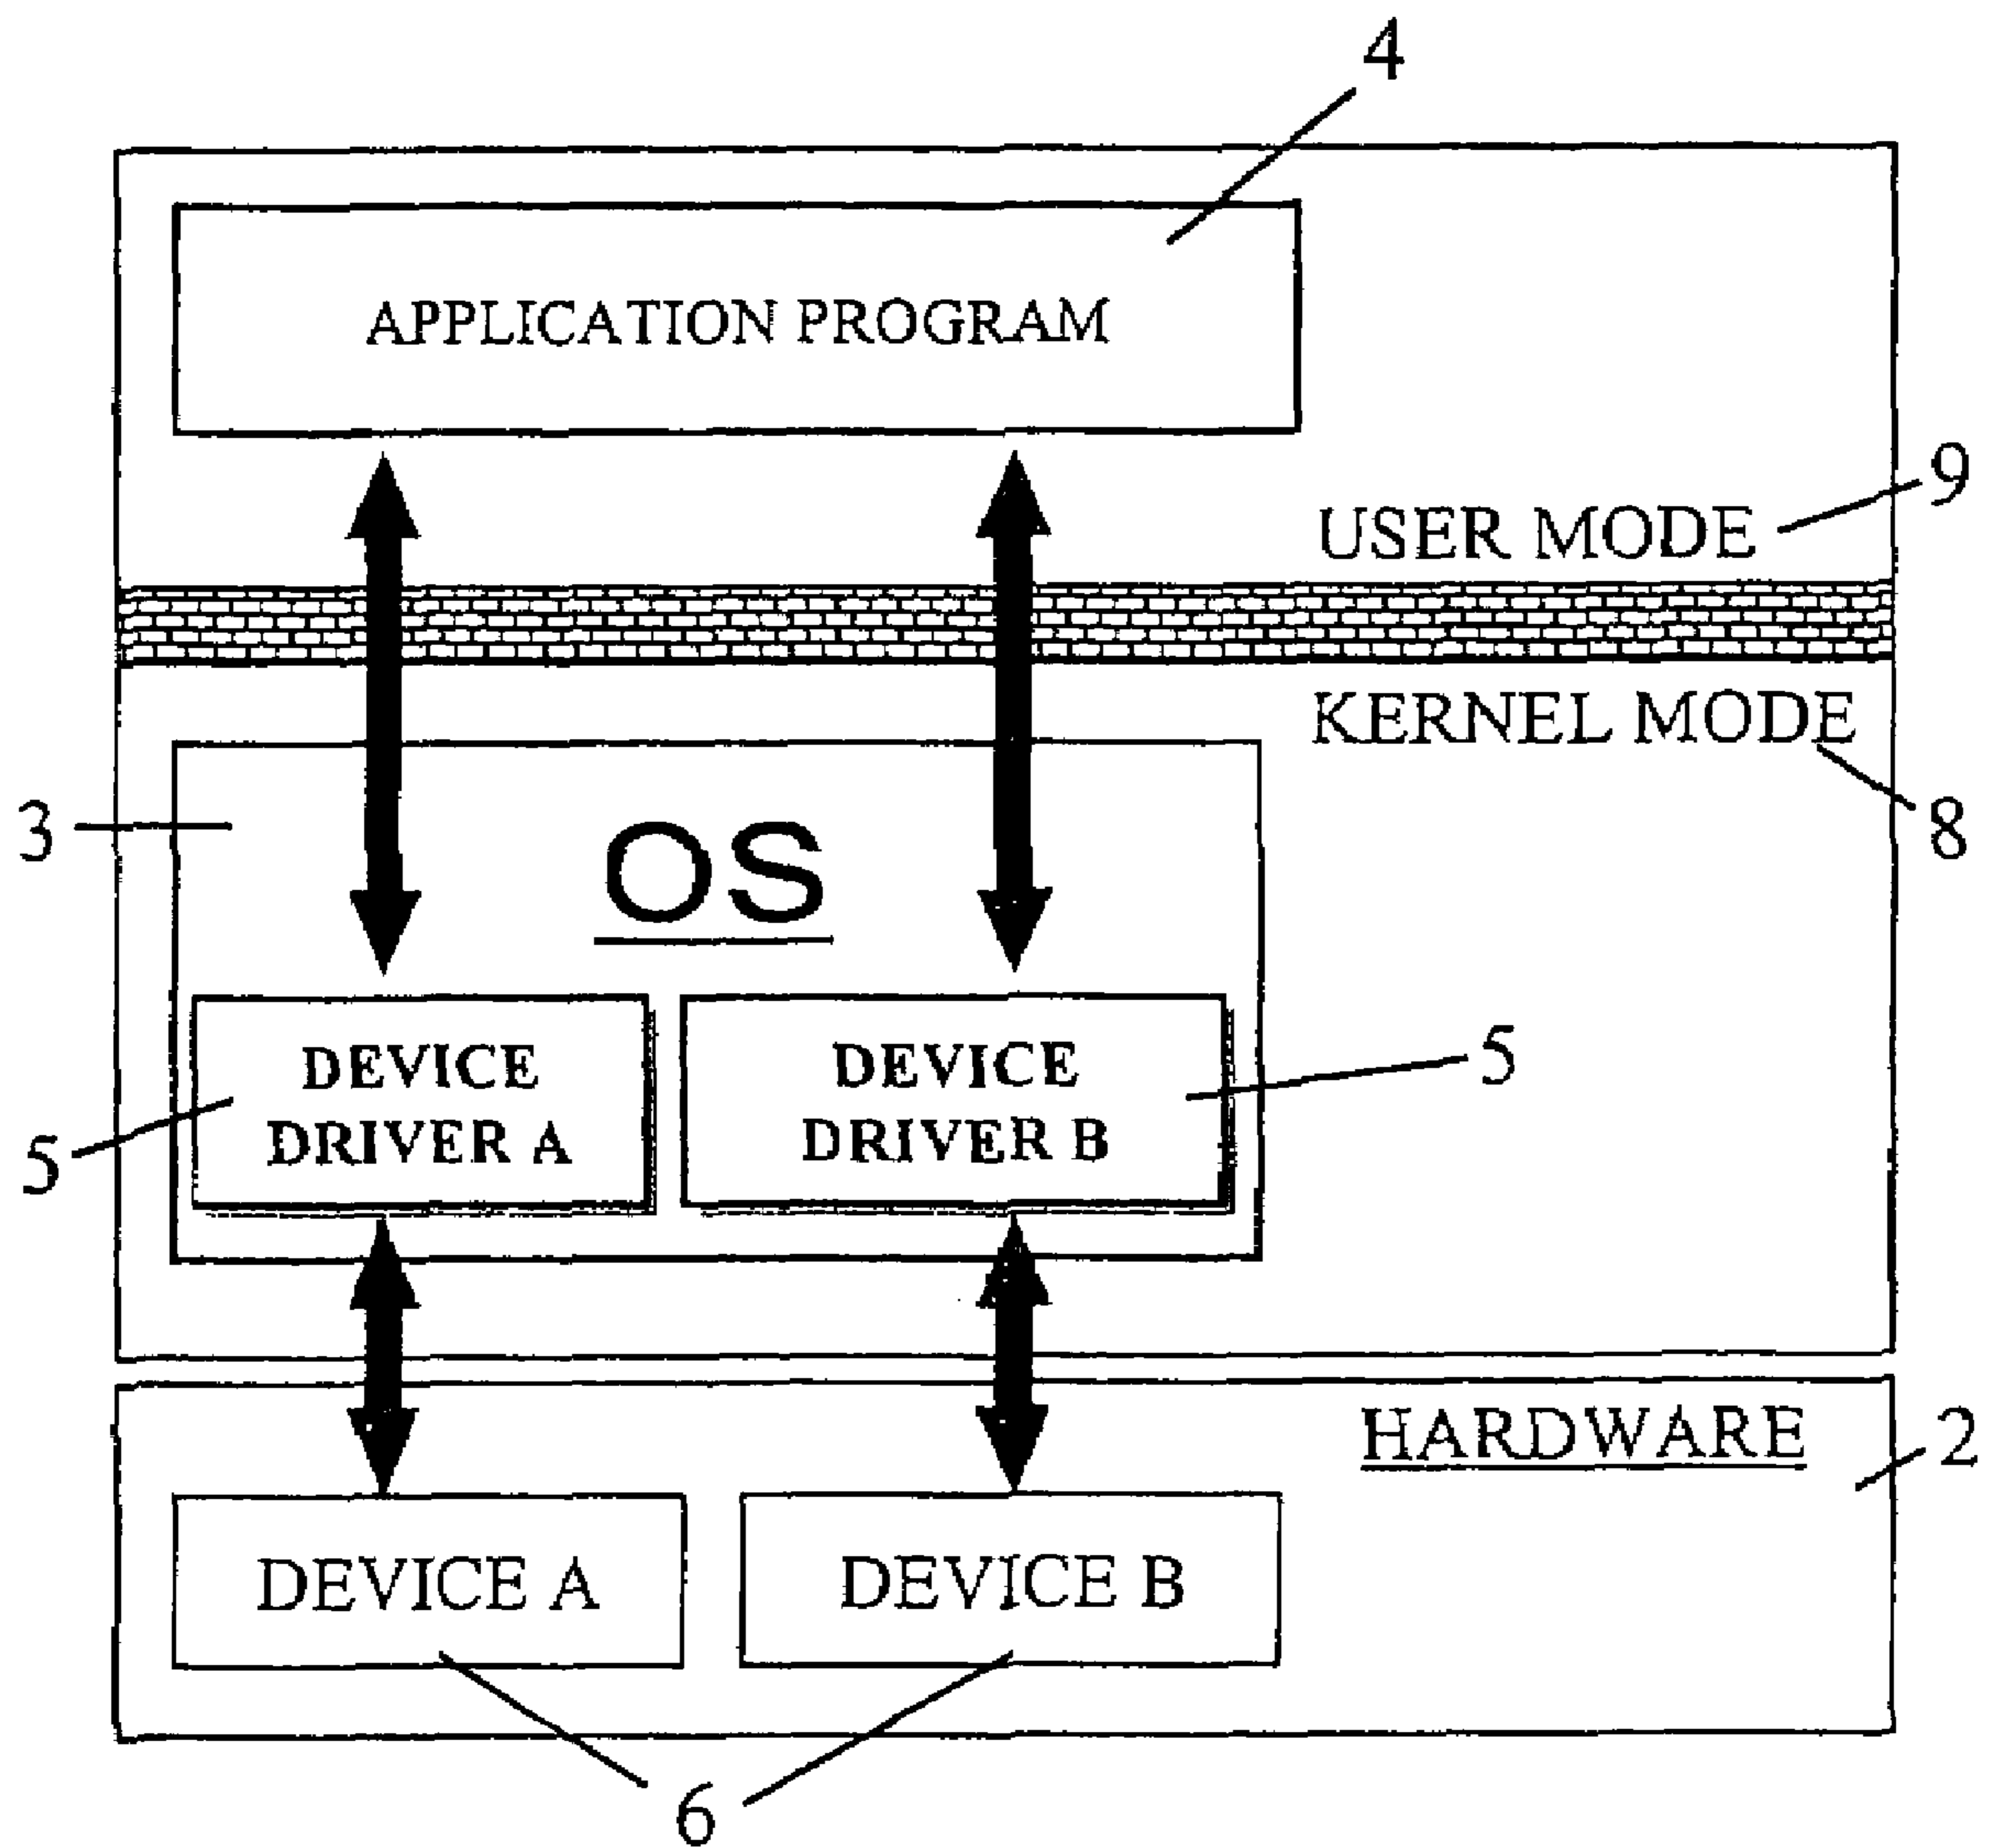 4
APPLICATION PROGRAM
9
USER MODE
KERNEL MODE
8
3
OS
5
DEVICE
DRIVER A
DEVICE
DRIVER B
5
HARDWARE
2
DEVICE A
DEVICE B
6